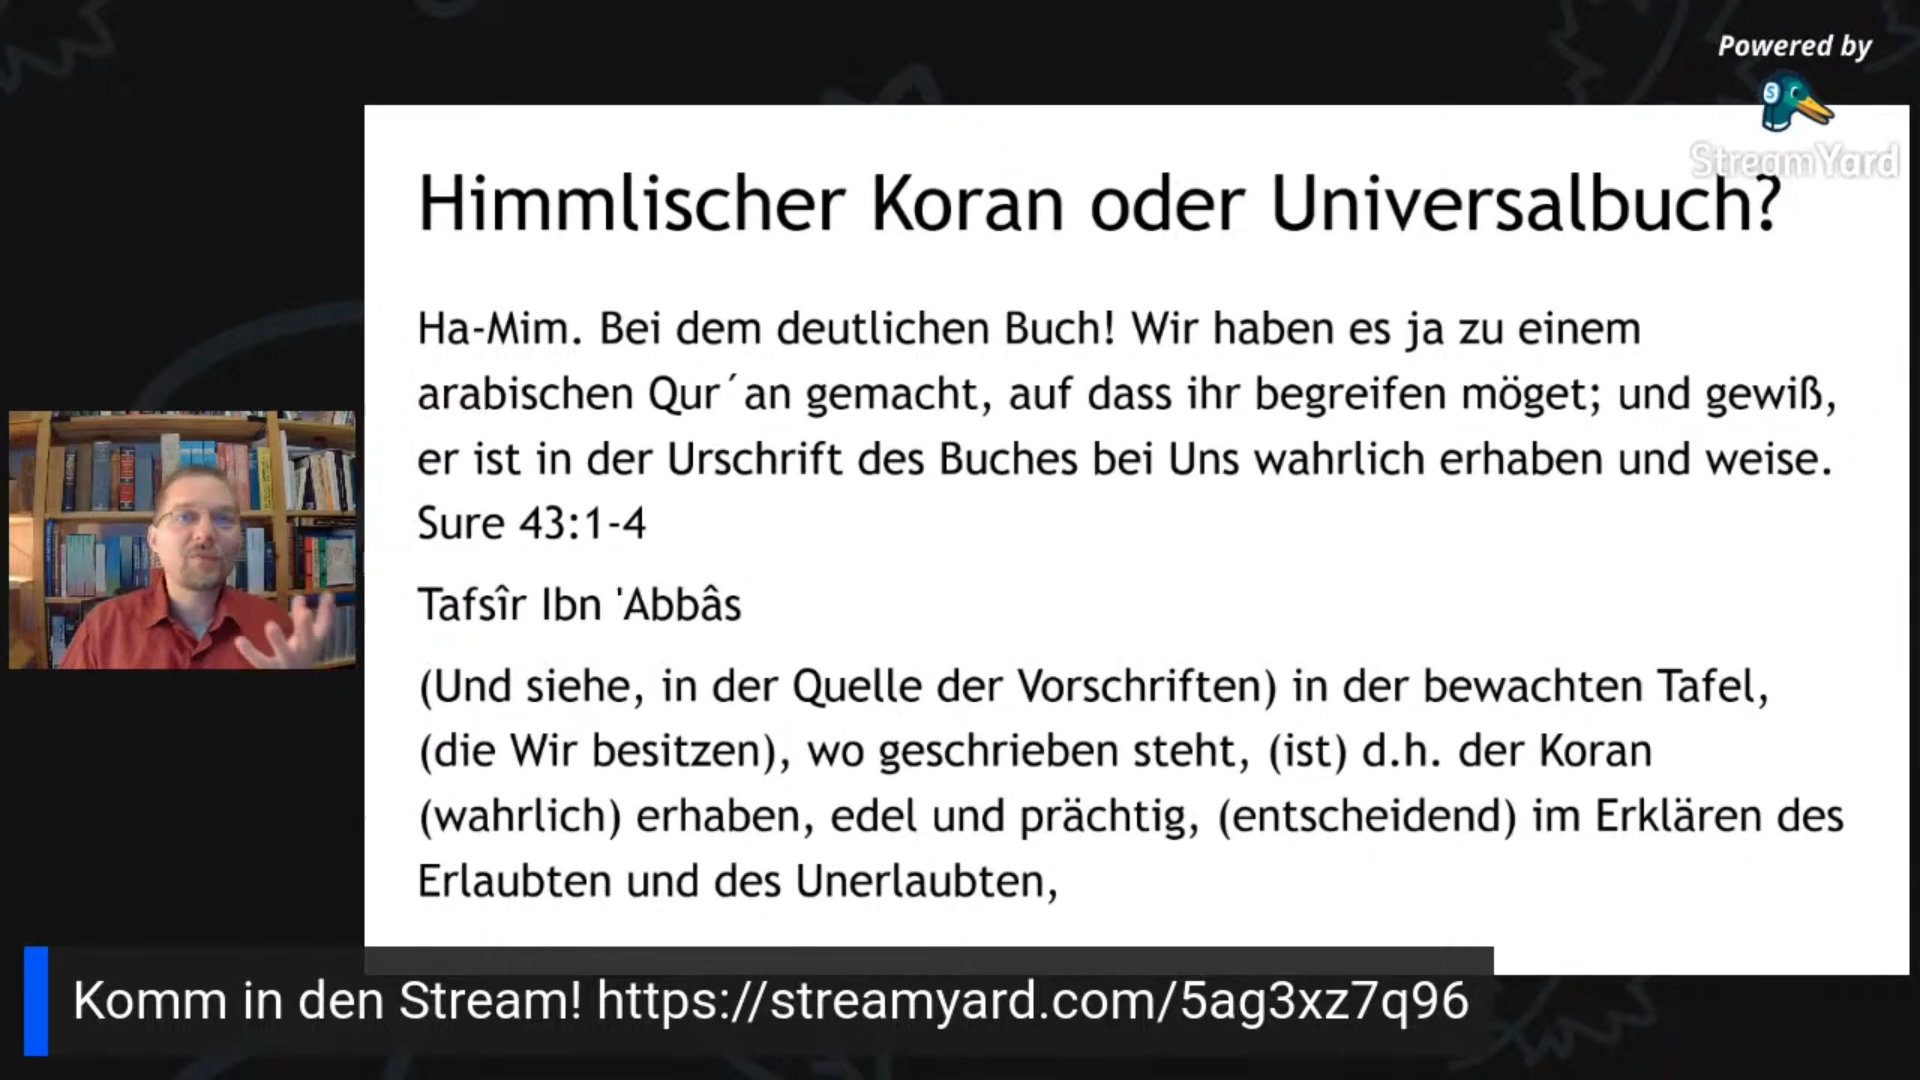 Powered by
StreamYard
Himmlischer Koran oder Universalbuch?
Ha-Mim. Bei dem deutlichen Buch! Wir haben es ja zu einem
arabischen Qur´an gemacht, auf dass ihr begreifen möget; und gewiß,
er ist in der Urschrift des Buches bei Uns wahrlich erhaben und weise.
Sure 43:1-4
Tafsîr Ibn 'Abbâs
(Und siehe, in der Quelle der Vorschriften) in der bewachten Tafel,
(die Wir besitzen), wo geschrieben steht, (ist) d.h. der Koran
(wahrlich) erhaben, edel und prächtig, (entscheidend) im Erklären des
Erlaubten und des Unerlaubten,
Komm in den Stream! https://streamyard.com/5ag3xz7q96